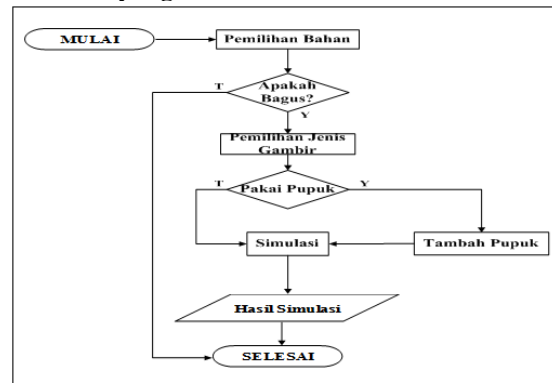 MULAI
Pemilihan Bahan
Apakah
Bagus?
T
Y
Pemilihan Jenis
Gambir
T
Pakai Pupuk
Y
Simulasi
Tambah Pupuk
Hasil Simulasi
SELESAI